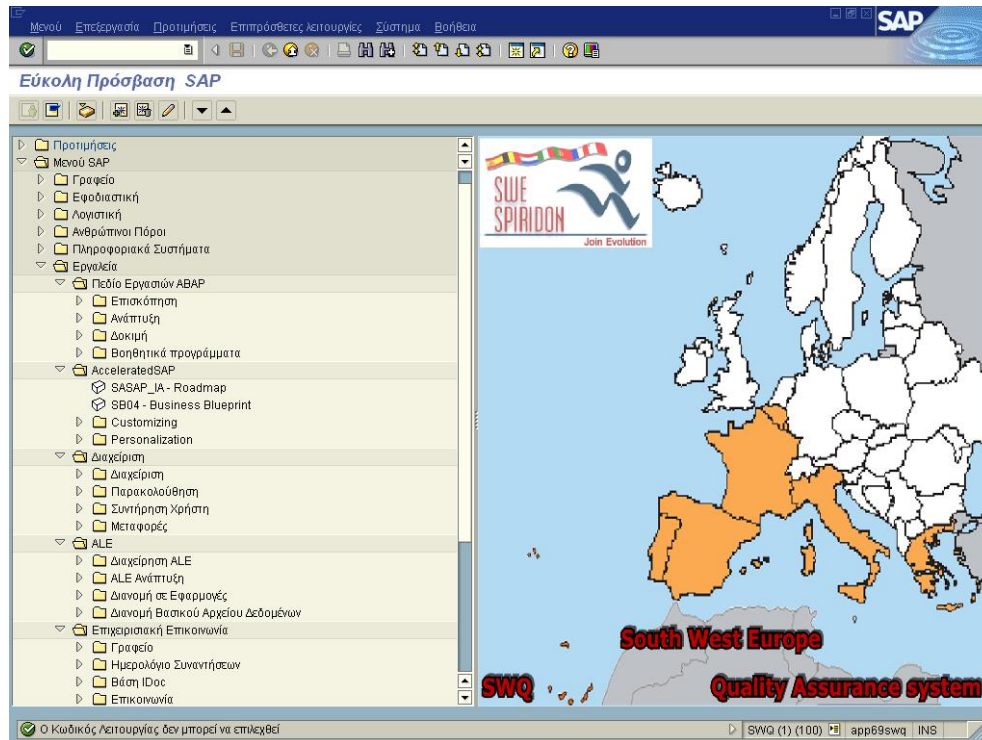 Μενού Επεξεργασία Προτιμήσεις Επιπρόσθετες λειτουργίες Σύστημα Βοήθεια
SAP
Εύκολη Πρόσβαση SAP
Προτιμήσεις
Μενού SAP
Γραφείο
Εφοδιαστική
Λογιστική
Ανθρώπινοι Πόροι
Πληροφοριακά Συστήματα
Εργαλεία
Πεδίο Εργασιών ABAP
Επισκόπηση
Ανάπτυξη
Δοκιμή
Βοηθητικά προγράμματα
AcceleratedSAP
SASAP_IA - Roadmap
SB04 - Business Blueprint
Customizing
Personalization
Διαχείριση
Διαχείριση
Παρακολούθηση
Συντήρηση Χρήστη
Μεταφορές
ALE
Διαχείρηση ALE
ALE Ανάπτυξη
Διανομή σε Εφαρμογές
Διανομή Βασικού Αρχείου Δεδομένων
Επιχειρισιακή Επικοινωνία
Γραφείο
Ημερολόγιο Συναντήσεων
Βάση IDoc
Επικοινωνία
SWE
SPIRIDON
Join Evolution
South West Europe
SWQ
Quality Assurance system
Ο Κωδικός Λειτουργίας δεν μπορεί να επιλεχθεί
SWQ (1) (100) app69swq INS